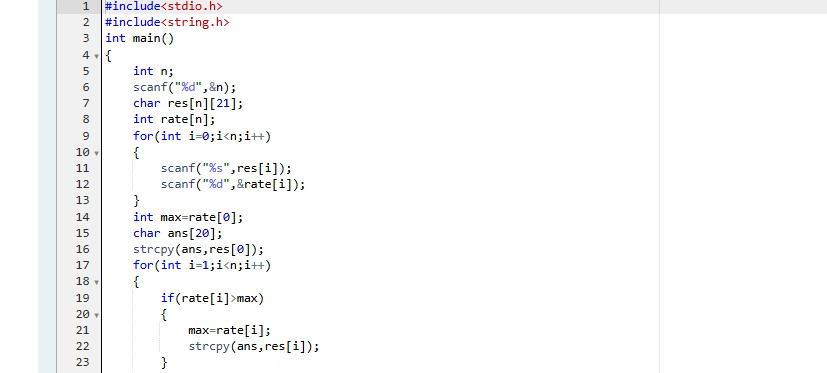 1 #include<stdio.h>
2 #include<string.h>
3 int main()
4 {
5     int n;
6     scanf("%d",&n);
7     char res[n][21];
8     int rate[n];
9     for(int i=0;i<n;i++)
10     {
11         scanf("%s",res[i]);
12         scanf("%d",&rate[i]);
13     }
14     int max=rate[0];
15     char ans[20];
16     strcpy(ans,res[0]);
17     for(int i=1;i<n;i++)
18     {
19         if(rate[i]>max)
20         {
21             max=rate[i];
22             strcpy(ans,res[i]);
23         }